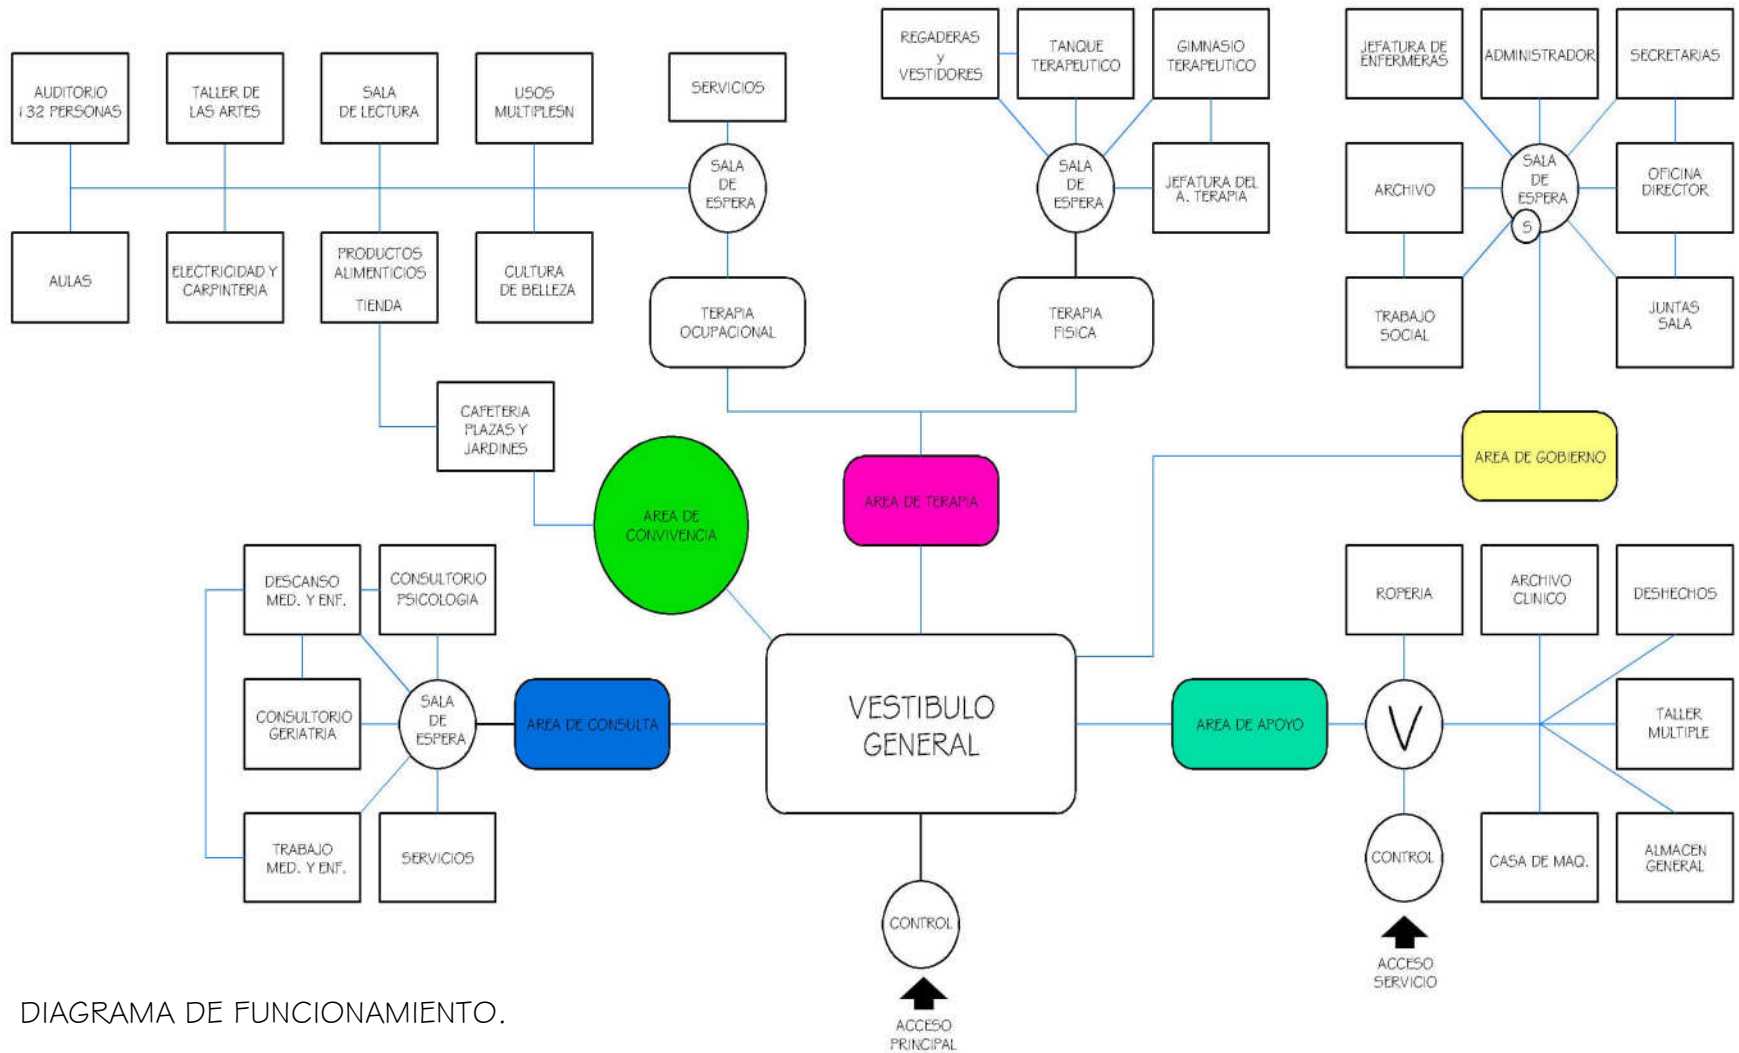 REGADERAS
y
VESTIDORES
TANQUE
TERAPEUTICO
GIMNASIO
TERAPEUTICO
JEFATURA DE
ENFERMERAS
ADMINISTRADOR
SECRETARIAS
AUDITORIO
132 PERSONAS
TALLER DE
LAS ARTES
SALA
DE LECTURA
USOS
MULTIPLESN
SERVICIOS
SALA
DE
ESPERA
SALA
DE
ESPERA
JEFATURA DEL
A. TERAPIA
ARCHIVO
SALA
DE
ESPERA
S
OFICINA
DIRECTOR
AULAS
ELECTRICIDAD Y
CARPINTERIA
PRODUCTOS
ALIMENTICIOS
TIENDA
CULTURA
DE BELLEZA
TERAPIA
OCUPACIONAL
TERAPIA
FISICA
TRABAJO
SOCIAL
JUNTAS
SALA
CAFETERIA
PLAZAS Y
JARDINES
AREA DE
CONVIVENCIA
AREA DE TERAPIA
AREA DE GOBIERNO
DESCANSO
MED. Y ENF.
CONSULTORIO
PSICOLOGIA
ROPERIA
ARCHIVO
CLINICO
DESHECHOS
CONSULTORIO
GERIATRIA
SALA
DE
ESPERA
AREA DE CONSULTA
VESTIBULO
GENERAL
AREA DE APOYO
V
TALLER
MULTIPLE
TRABAJO
MED. Y ENF.
SERVICIOS
CONTROL
CASA DE MAQ.
ALMACEN
GENERAL
CONTROL
ACCESO
SERVICIO
DIAGRAMA DE FUNCIONAMIENTO.
ACCESO
PRINCIPAL